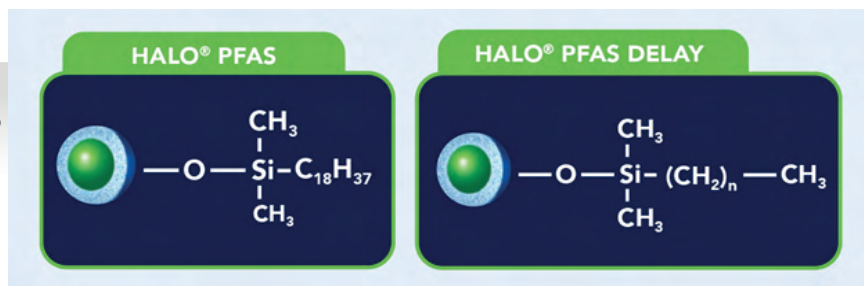 HALO® PFAS
CH₃
—O—Si–C₁₈H₃₇
CH₃
HALO® PFAS DELAY
CH₃
—O—Si–(CH₂)ₙ—CH₃
CH₃